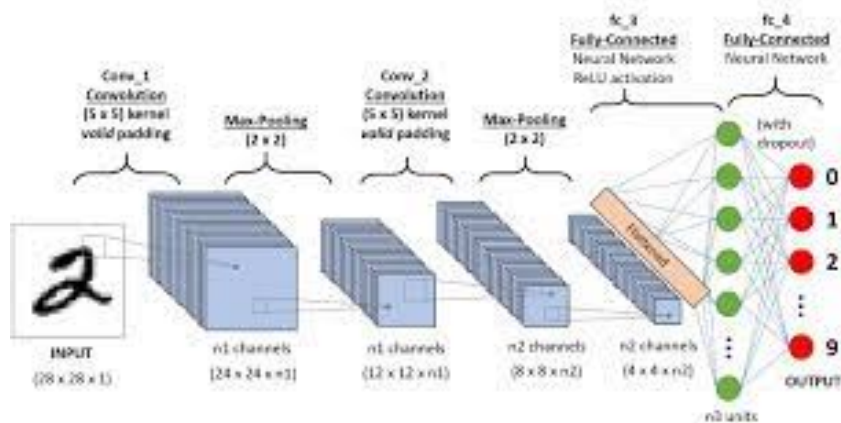 fc_3
Fully-Connected
Neural Network
ReLU activation
fc_4
Fully-Connected
Neural Network
Conv_1
Convolution
(5 x 5) kernel
valid padding
Max-Pooling
(2 x 2)
Conv_2
Convolution
(5 x 5) kernel
valid padding
Max-Pooling
(2 x 2)
(with
dropout)
2
Flattened
0
1
2
9
INPUT
(28 x 28 x 1)
n1 channels
(24 x 24 x n1)
n1 channels
(12 x 12 x n1)
n2 channels
(8 x 8 x n2)
n2 channels
(4 x 4 x n2)
OUTPUT
n3 units